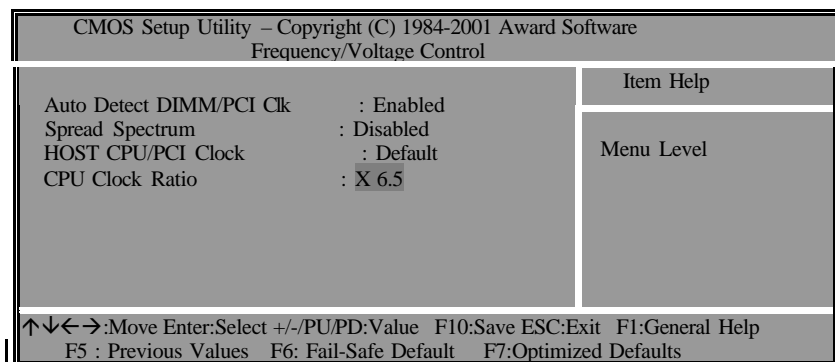 CMOS Setup Utility – Copyright (C) 1984-2001 Award Software
Frequency/Voltage Control
Auto Detect DIMM/PCI Clk : Enabled
Spread Spectrum : Disabled
HOST CPU/PCI Clock : Default
CPU Clock Ratio : X 6.5
Item Help
Menu Level
↑↓←→:Move Enter:Select +/-/PU/PD:Value F10:Save ESC:Exit F1:General Help
F5 : Previous Values F6: Fail-Safe Default F7:Optimized Defaults